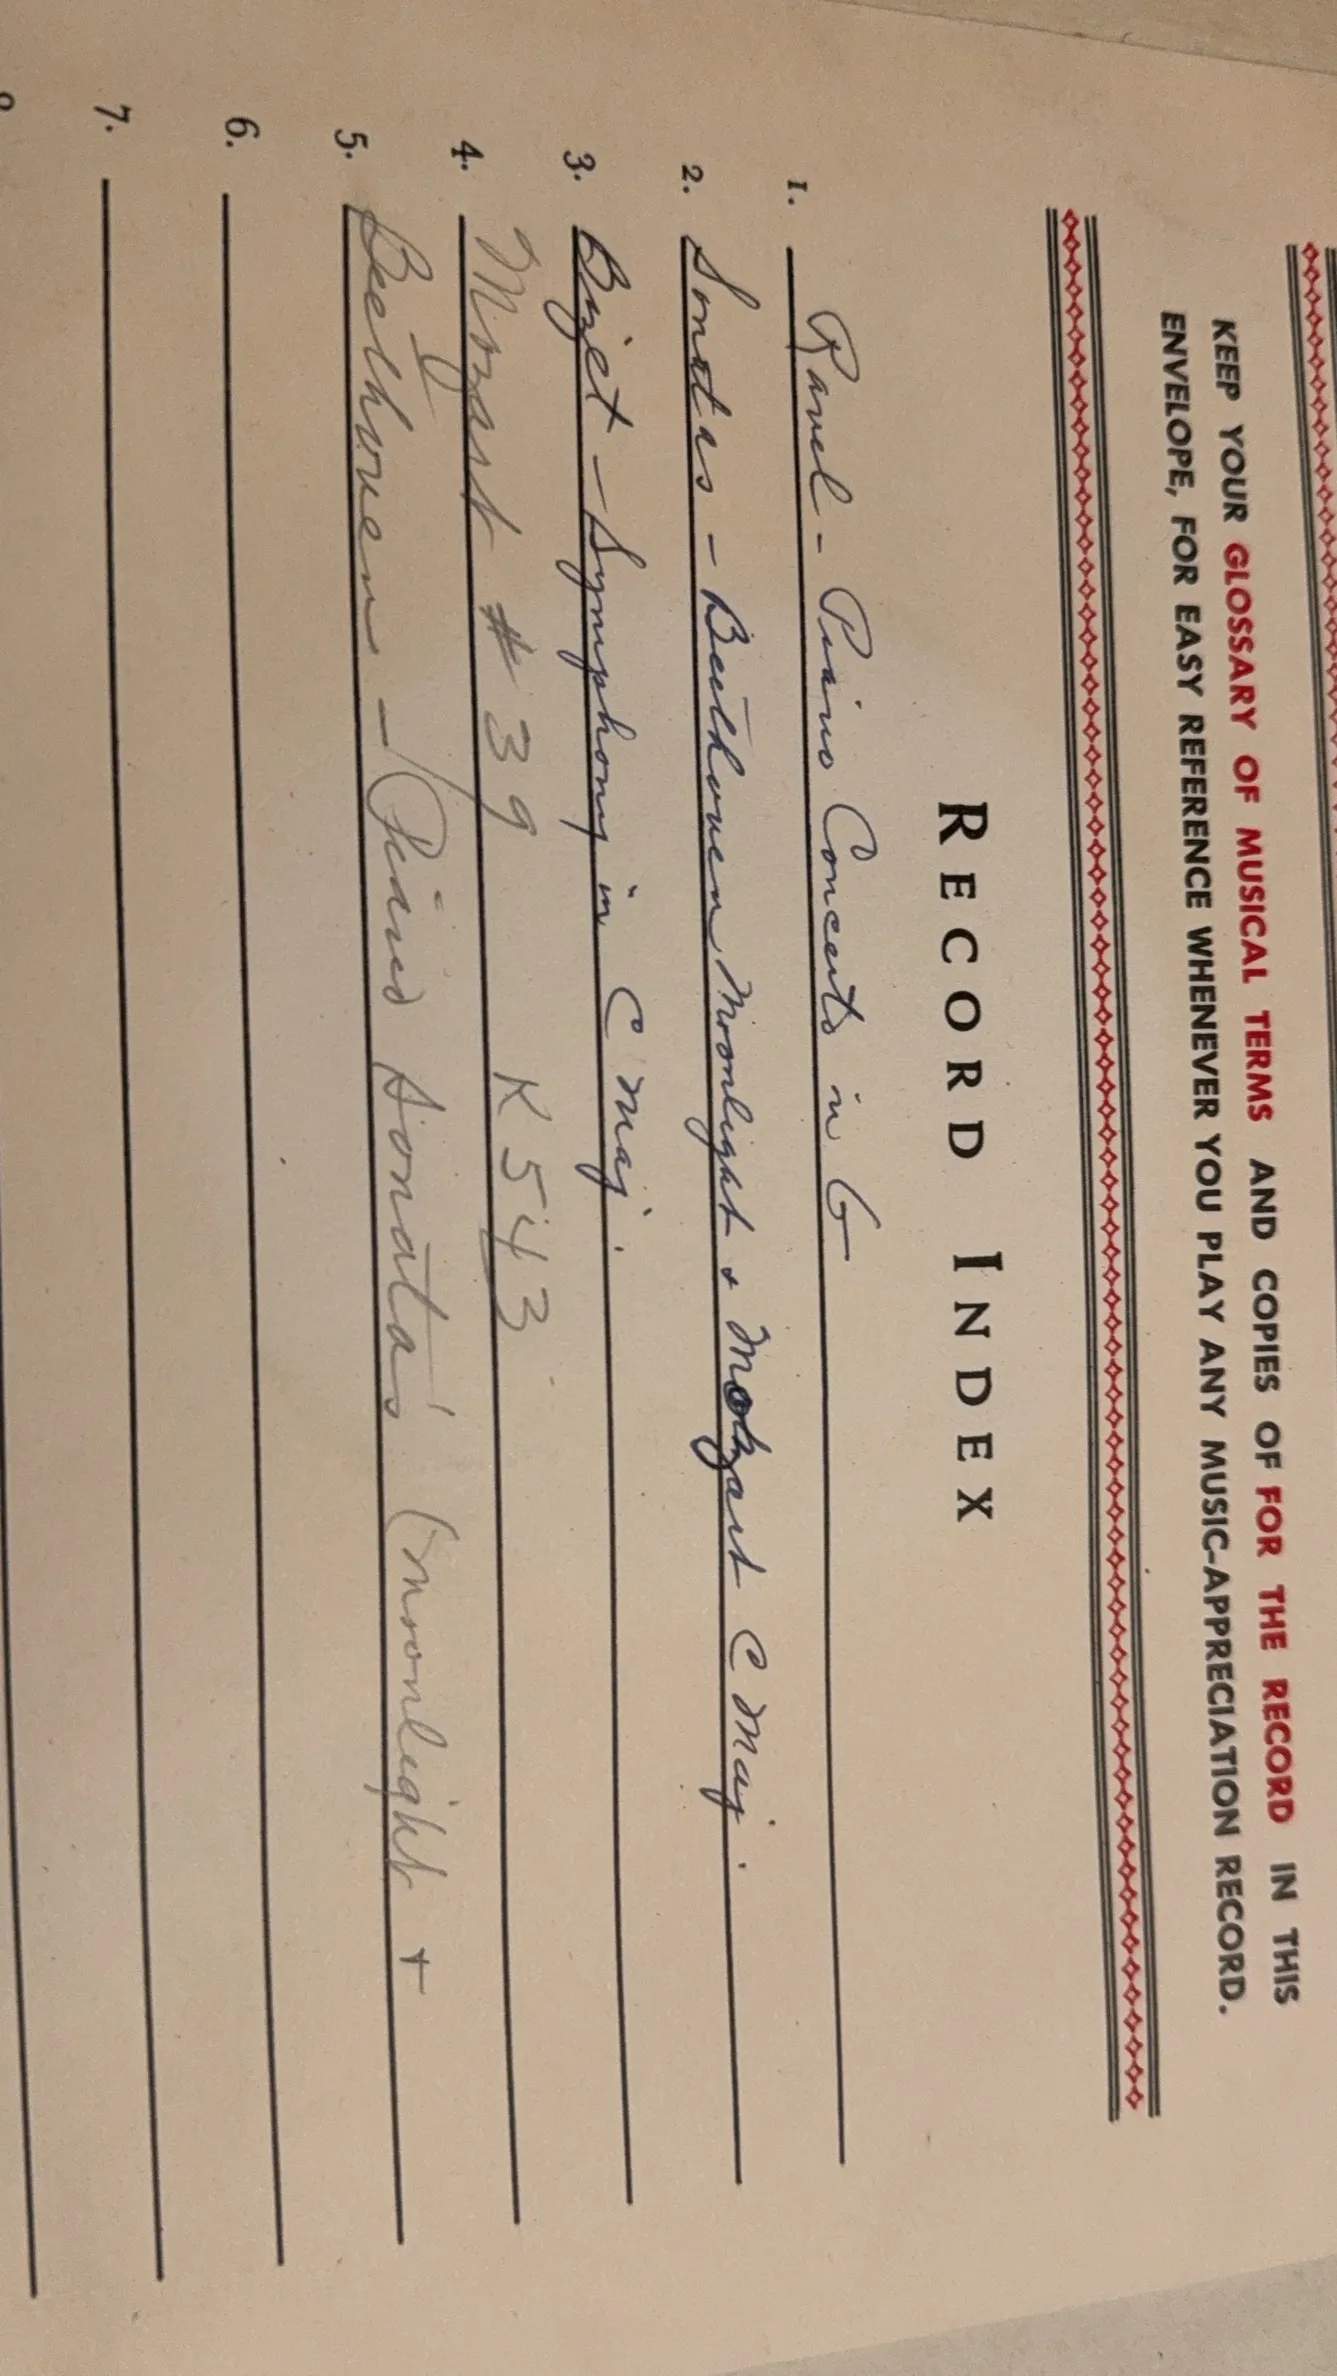 KEEP YOUR GLOSSARY OF MUSICAL TERMS AND COPIES OF FOR THE RECORD IN THIS
ENVELOPE, FOR EASY REFERENCE WHENEVER YOU PLAY ANY MUSIC-APPRECIATION RECORD.
RECORD INDEX
1. Ravel - Piano Concerto in G
2. Sonatas - Beethoven Moonlight + Mozart C Maj.
3. Bizet - Symphony in C Maj.
4. Mozart # 39 K 543
5. Beethoven - Piano Sonatas (moonlight +
6.
7.